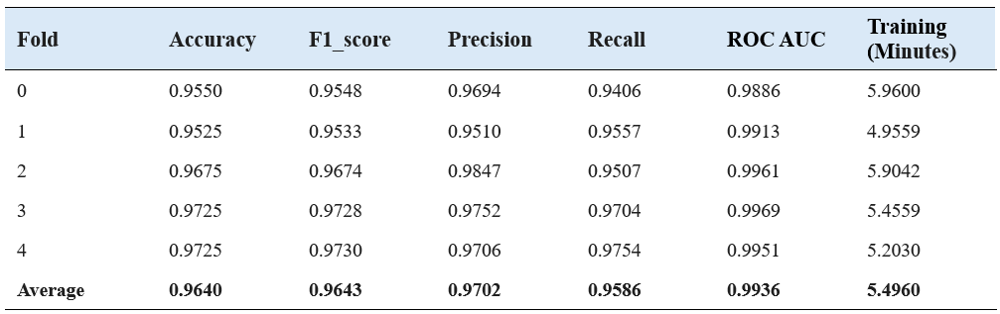 Fold Accuracy F1_score Precision Recall ROC AUC Training (Minutes)
0 0.9550 0.9548 0.9694 0.9406 0.9886 5.9600
1 0.9525 0.9533 0.9510 0.9557 0.9913 4.9559
2 0.9675 0.9674 0.9847 0.9507 0.9961 5.9042
3 0.9725 0.9728 0.9752 0.9704 0.9969 5.4559
4 0.9725 0.9730 0.9706 0.9754 0.9951 5.2030
Average 0.9640 0.9643 0.9702 0.9586 0.9936 5.4960